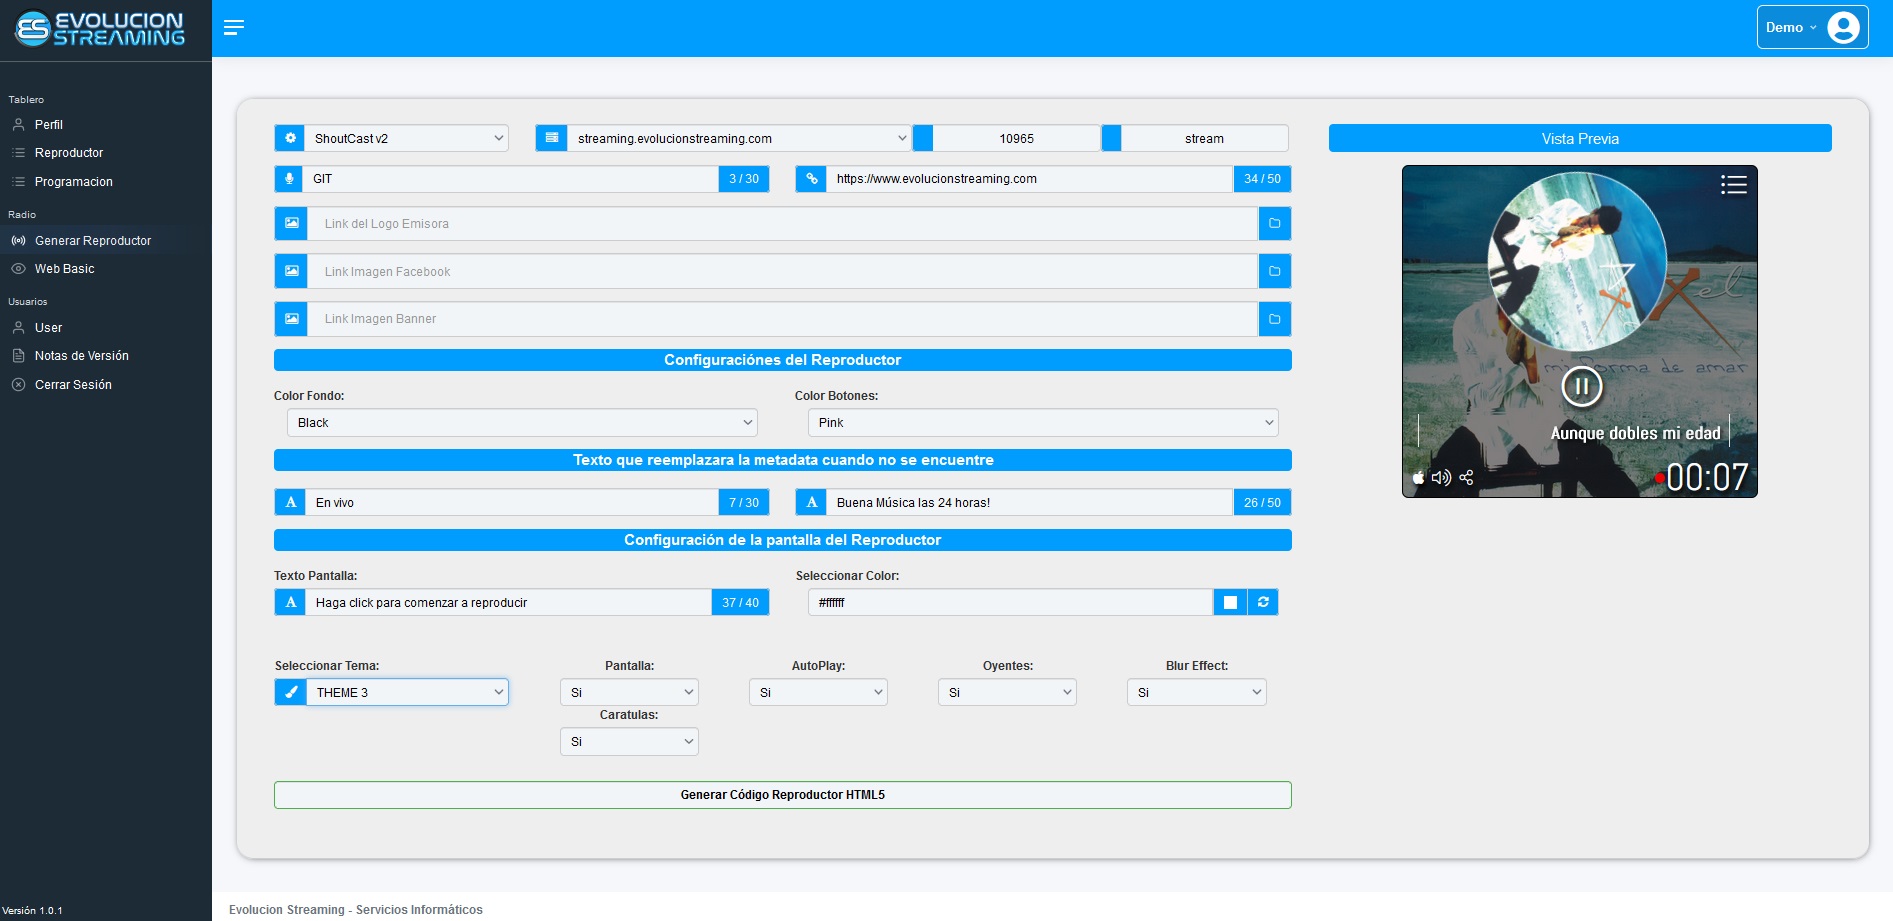 EVOLUCION
STREAMING
Demo
Tablero
Perfil
Reproductor
Programacion
Radio
Generar Reproductor
Web Basic
Usuarios
User
Notas de Versión
Cerrar Sesión
Versión 1.0.1
ShoutCast v2
streaming.evolucionstreaming.com
10965
stream
GIT
3 / 30
https://www.evolucionstreaming.com
34 / 50
Link del Logo Emisora
Link Imagen Facebook
Link Imagen Banner
Configuraciónes del Reproductor
Color Fondo:
Color Botones:
Black
Pink
Texto que reemplazara la metadata cuando no se encuentre
En vivo
7 / 30
Buena Música las 24 horas!
26 / 50
Configuración de la pantalla del Reproductor
Texto Pantalla:
Seleccionar Color:
Haga click para comenzar a reproducir
37 / 40
#ffffff
Seleccionar Tema:
Pantalla:
AutoPlay:
Oyentes:
Blur Effect:
THEME 3
Si
Si
Si
Si
Caratulas:
Si
Generar Código Reproductor HTML5
Vista Previa
mi forma de amar
Aunque dobles mi edad
00:07
Evolucion Streaming - Servicios Informáticos